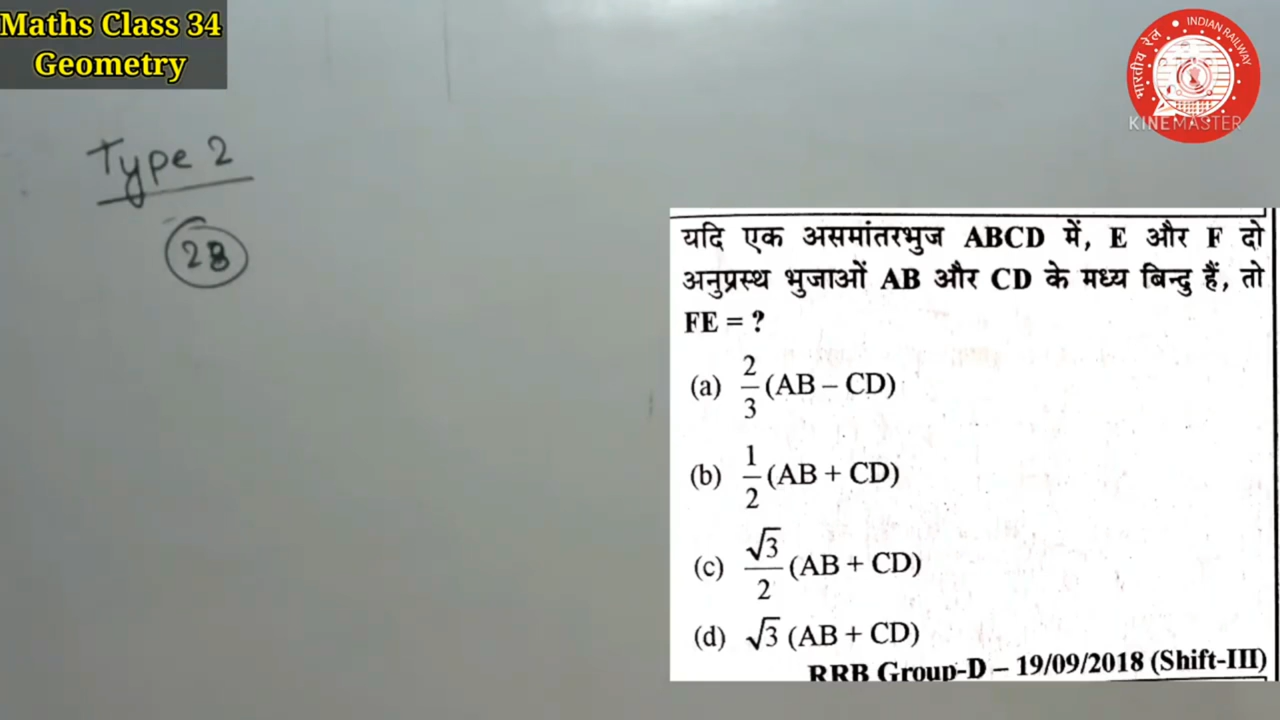 Maths Class 34
Geometry
भारतीय रेल
INDIAN RAILWAY
KINEMASTER
Type 2
28
यदि एक असमांतरभुज ABCD में, E और F दो
अनुप्रस्थ भुजाओं AB और CD के मध्य बिन्दु हैं, तो
FE = ?
(a) 2/3 (AB – CD)
(b) 1/2 (AB + CD)
(c) √3/2 (AB + CD)
(d) √3 (AB + CD)
RRB Group-D – 19/09/2018 (Shift-III)